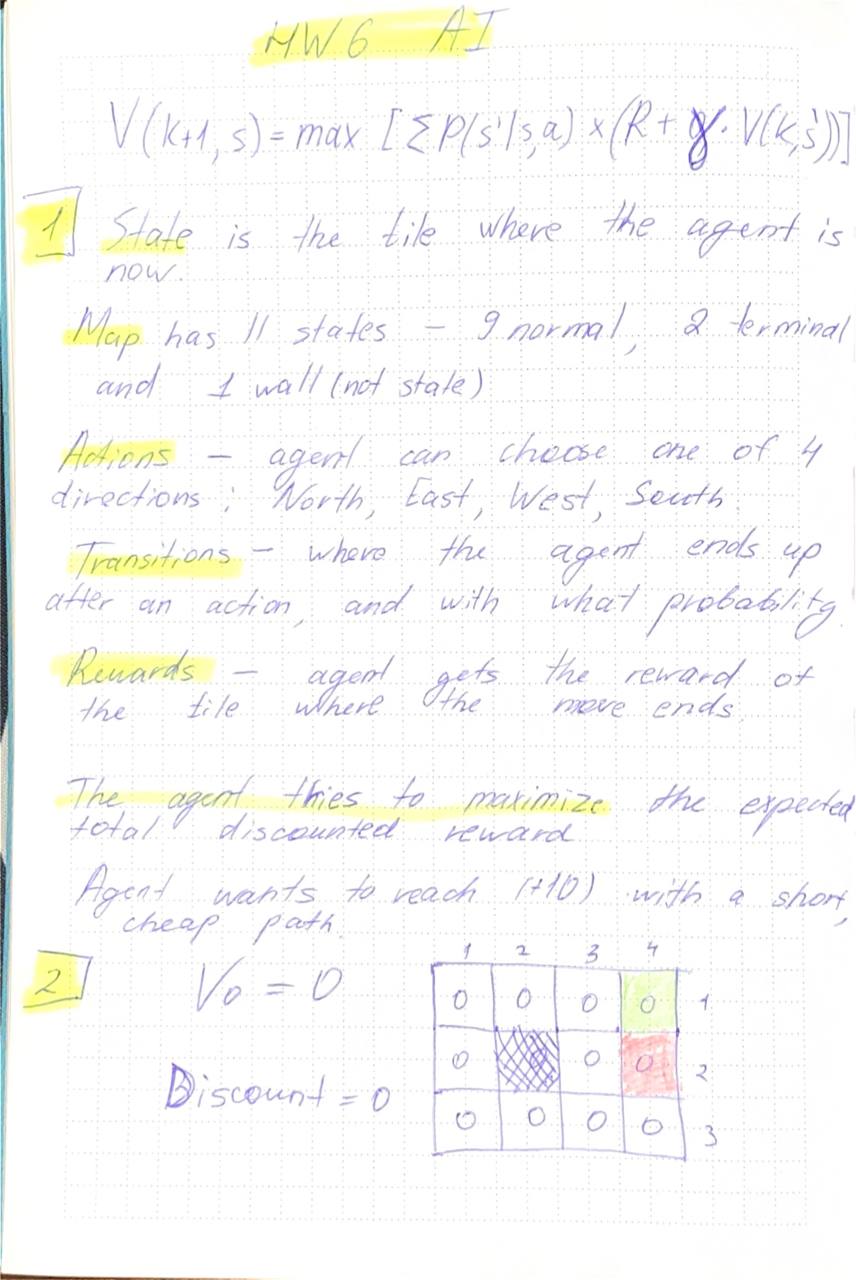 HW6 AI
V(k+1, s) = max [ΣP(s'|s,a) × (R + γ · V(k,s'))]
1 State is the tile where the agent is
now.
Map has 11 states – 9 normal, 2 terminal
and 1 wall (not state)
Actions – agent can choose one of 4
directions: North, East, West, South.
Transitions – where the agent ends up
after an action, and with what probability.
Rewards – agent gets the reward of
the tile where the move ends.
The agent thies to maximize the expected
total discounted reward
Agent wants to reach (+10) with a short,
cheap path.
2 V0 = 0
1 2 3 4
0 0 0 0 1
0 0 0 2
Discount = 0
0 0 0 0 3